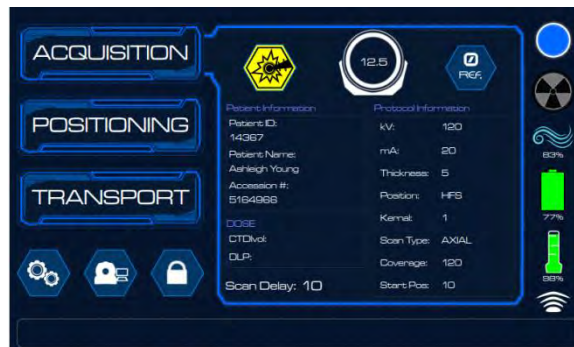 ACQUISITION
POSITIONING
TRANSPORT
12.5
0
REF.
Patient Information
Patient ID:
14367
Patient Name:
Ashleigh Young
Accession #:
5164966
DOSE
CTDIvol:
DLP:
Scan Delay: 10
Protocol Information
kV: 120
mA: 20
Thickness: 5
Position: HFS
Kernal: 1
Scan Type: AXIAL
Coverage: 120
Start Pos: 10
83%
77%
98%